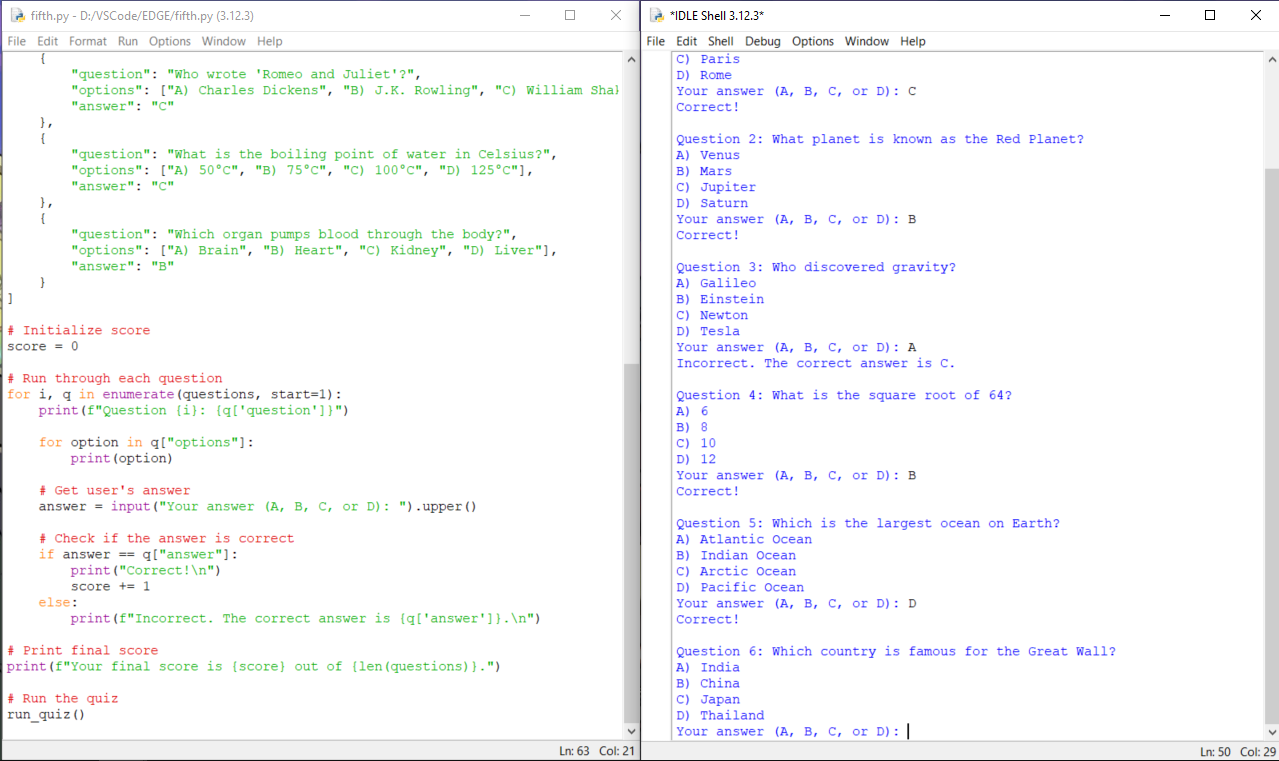 fifth.py - D:/VSCode/EDGE/fifth.py (3.12.3)
File Edit Format Run Options Window Help
    {
        "question": "Who wrote 'Romeo and Juliet'?",
        "options": ["A) Charles Dickens", "B) J.K. Rowling", "C) William Shak
        "answer": "C"
    },
    {
        "question": "What is the boiling point of water in Celsius?",
        "options": ["A) 50°C", "B) 75°C", "C) 100°C", "D) 125°C"],
        "answer": "C"
    },
    {
        "question": "Which organ pumps blood through the body?",
        "options": ["A) Brain", "B) Heart", "C) Kidney", "D) Liver"],
        "answer": "B"
    }
]
# Initialize score
score = 0
# Run through each question
for i, q in enumerate(questions, start=1):
    print(f"Question {i}: {q['question']}")
    for option in q["options"]:
        print(option)
    # Get user's answer
    answer = input("Your answer (A, B, C, or D): ").upper()
    # Check if the answer is correct
    if answer == q["answer"]:
        print("Correct!\n")
        score += 1
    else:
        print(f"Incorrect. The correct answer is {q['answer']}.\n")
# Print final score
print(f"Your final score is {score} out of {len(questions)}.")
# Run the quiz
run_quiz()
Ln: 63 Col: 21
*IDLE Shell 3.12.3*
File Edit Shell Debug Options Window Help
C) Paris
D) Rome
Your answer (A, B, C, or D): C
Correct!
Question 2: What planet is known as the Red Planet?
A) Venus
B) Mars
C) Jupiter
D) Saturn
Your answer (A, B, C, or D): B
Correct!
Question 3: Who discovered gravity?
A) Galileo
B) Einstein
C) Newton
D) Tesla
Your answer (A, B, C, or D): A
Incorrect. The correct answer is C.
Question 4: What is the square root of 64?
A) 6
B) 8
C) 10
D) 12
Your answer (A, B, C, or D): B
Correct!
Question 5: Which is the largest ocean on Earth?
A) Atlantic Ocean
B) Indian Ocean
C) Arctic Ocean
D) Pacific Ocean
Your answer (A, B, C, or D): D
Correct!
Question 6: Which country is famous for the Great Wall?
A) India
B) China
C) Japan
D) Thailand
Your answer (A, B, C, or D):
Ln: 50 Col: 29